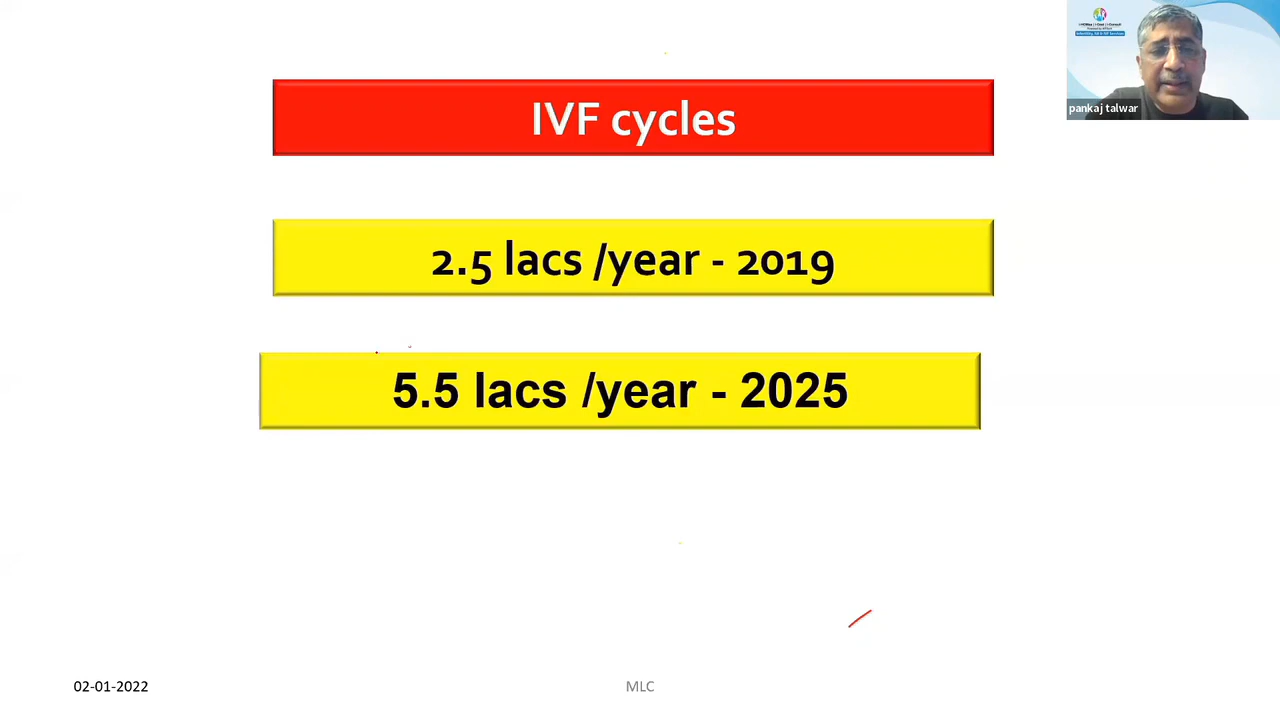 IVF cycles
2.5 lacs /year - 2019
5.5 lacs /year - 2025
pankaj talwar
02-01-2022
MLC